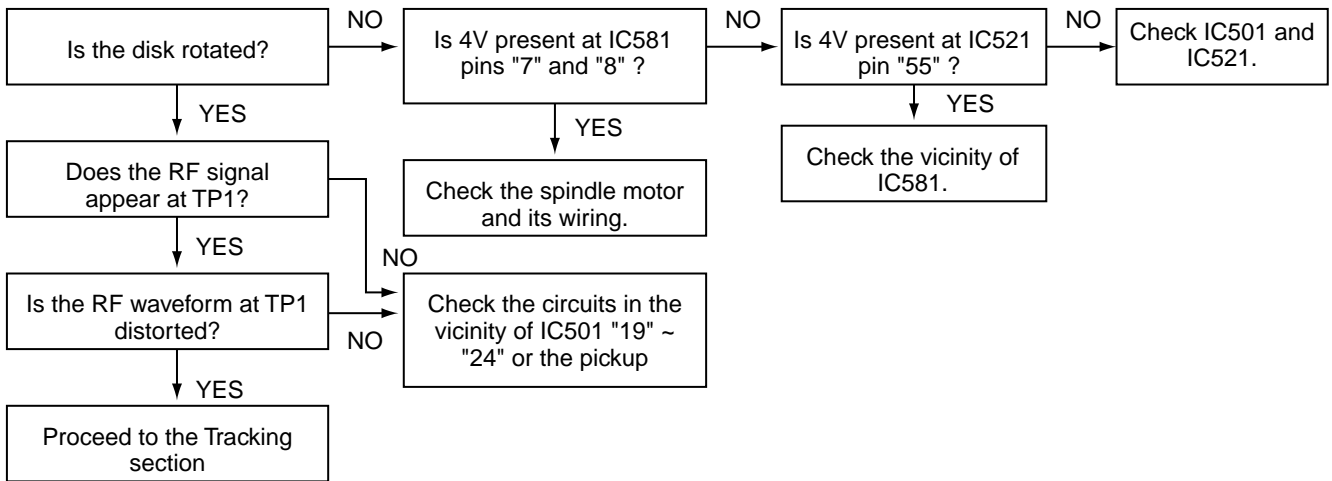 Is the disk rotated?
NO
Is 4V present at IC581
pins "7" and "8" ?
NO
Is 4V present at IC521
pin "55" ?
NO
Check IC501 and
IC521.
YES
YES
YES
Does the RF signal
appear at TP1?
Check the spindle motor
and its wiring.
Check the vicinity of
IC581.
YES
NO
Is the RF waveform at TP1
distorted?
NO
Check the circuits in the
vicinity of IC501 "19" ~
"24" or the pickup
YES
Proceed to the Tracking
section